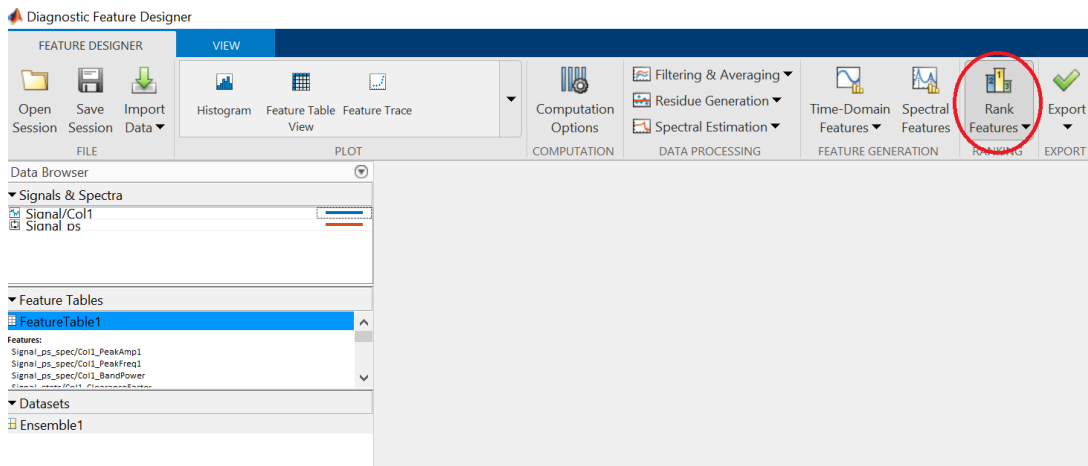 Diagnostic Feature Designer
FEATURE DESIGNER VIEW
Open Session
Save Session
Import Data
FILE
Histogram
Feature Table View
Feature Trace
PLOT
Computation Options
COMPUTATION
Filtering & Averaging
Residue Generation
Spectral Estimation
DATA PROCESSING
Time-Domain Features
Spectral Features
FEATURE GENERATION
Rank Features
RANKING
Export
EXPORT
Data Browser
Signals & Spectra
Signal/Col1
Signal_ps
Feature Tables
FeatureTable1
Features:
Signal_ps_spec/Col1_PeakAmp1
Signal_ps_spec/Col1_PeakFreq1
Signal_ps_spec/Col1_BandPower
Signal_stats/Col1_ClearanceFactor
Datasets
Ensemble1